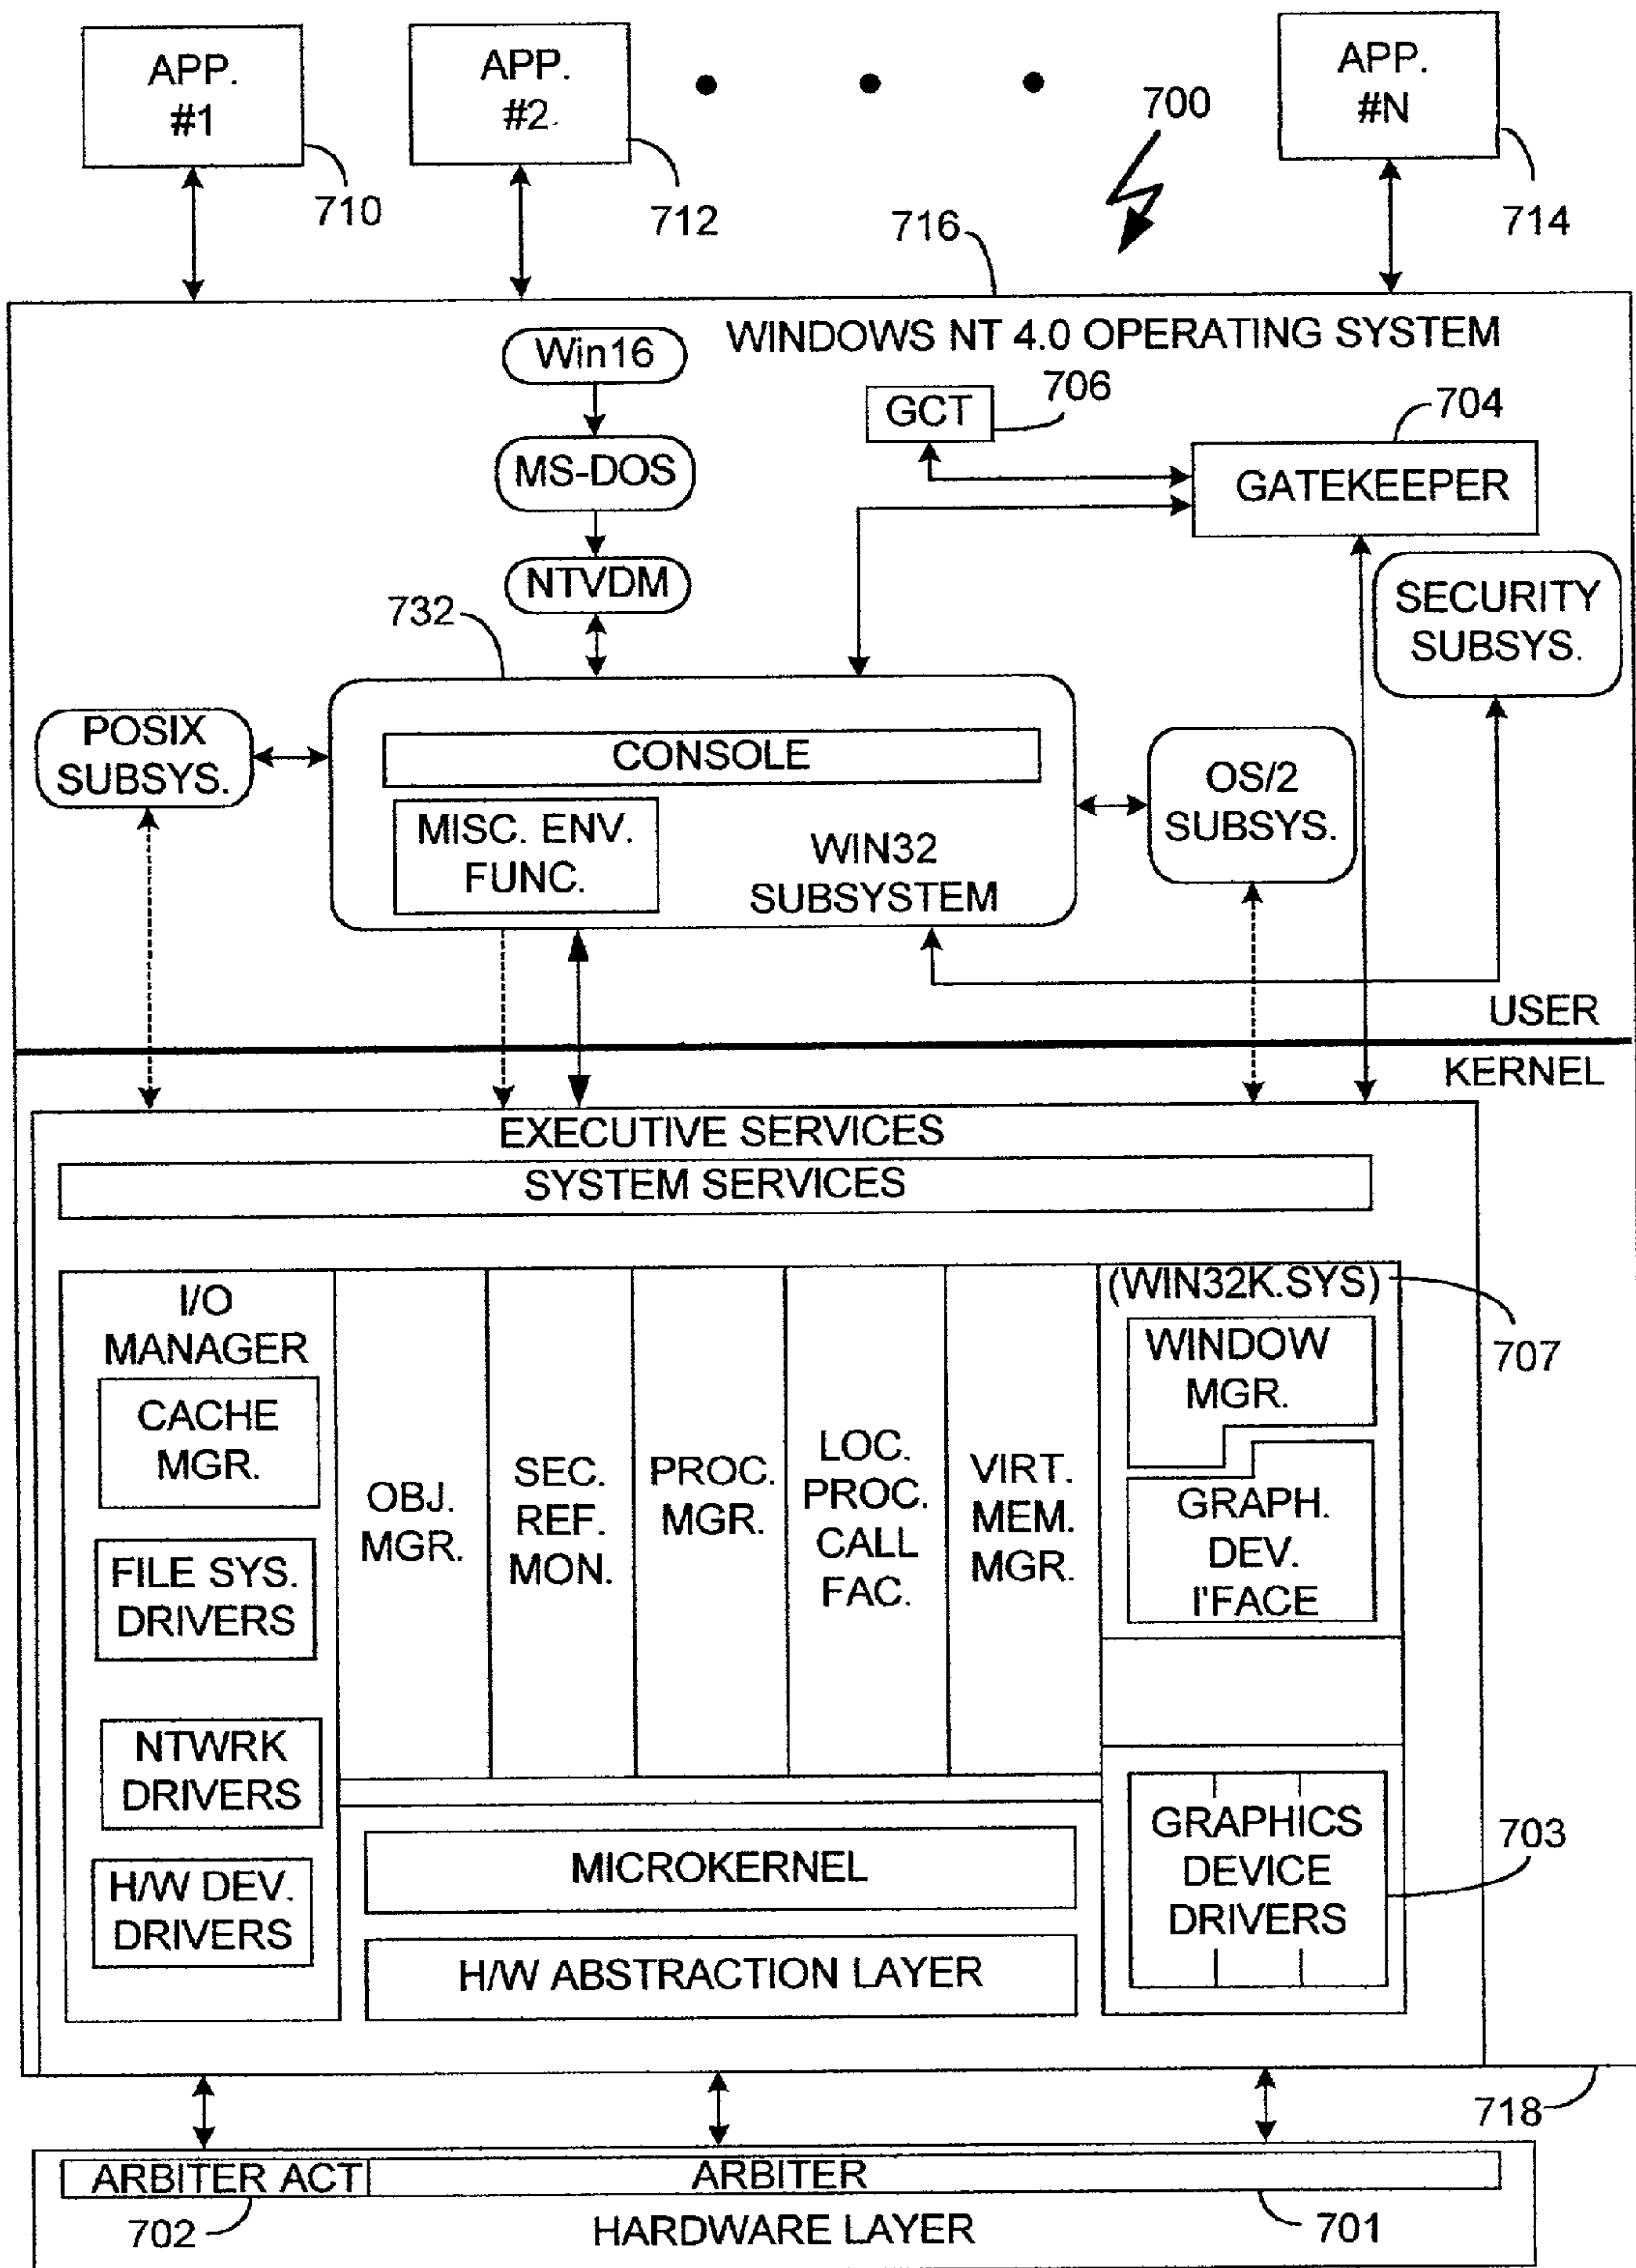 APP.
#1
710
APP.
#2
712
700
APP.
#N
714
716
WINDOWS NT 4.0 OPERATING SYSTEM
Win16
MS-DOS
NTVDM
GCT
706
704
GATEKEEPER
SECURITY
SUBSYS.
732
POSIX
SUBSYS.
CONSOLE
MISC. ENV.
FUNC.
WIN32
SUBSYSTEM
OS/2
SUBSYS.
USER
KERNEL
EXECUTIVE SERVICES
SYSTEM SERVICES
I/O
MANAGER
CACHE
MGR.
FILE SYS.
DRIVERS
NTWRK
DRIVERS
H/W DEV.
DRIVERS
OBJ.
MGR.
SEC.
REF.
MON.
PROC.
MGR.
LOC.
PROC.
CALL
FAC.
VIRT.
MEM.
MGR.
(WIN32K.SYS)
707
WINDOW
MGR.
GRAPH.
DEV.
I'FACE
MICROKERNEL
H/W ABSTRACTION LAYER
GRAPHICS
DEVICE
DRIVERS
703
718
ARBITER ACT
ARBITER
702
HARDWARE LAYER
701